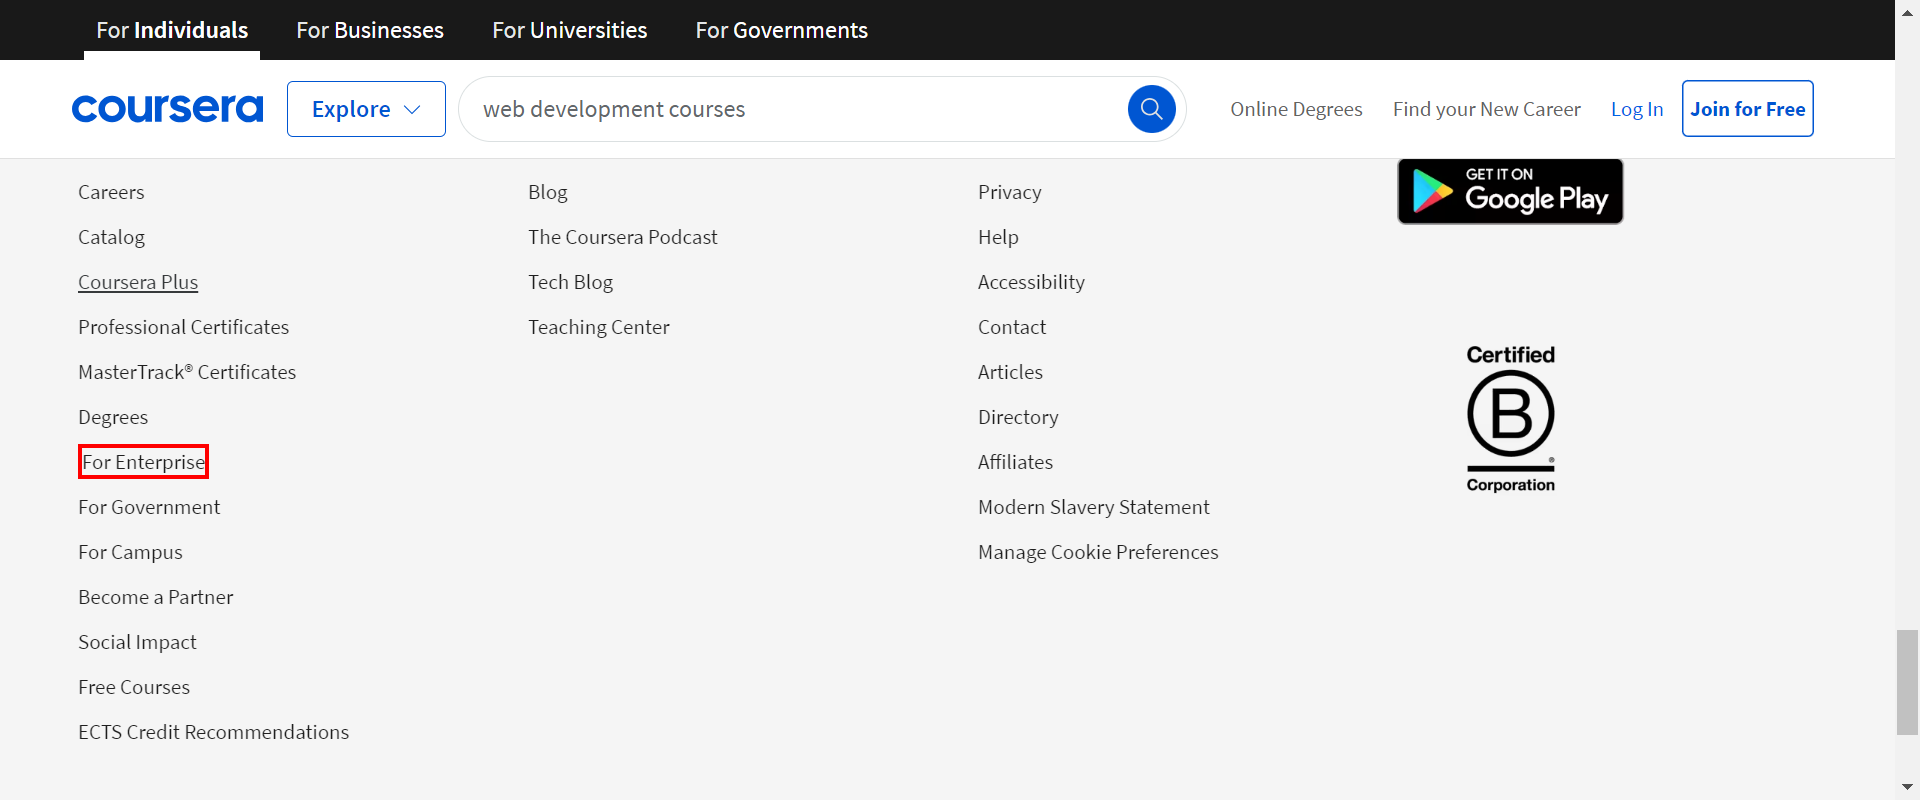 For Individuals For Businesses For Universities For Governments
coursera Explore web development courses Online Degrees Find your New Career Log In Join for Free
Careers
Catalog
Coursera Plus
Professional Certificates
MasterTrack® Certificates
Degrees
For Enterprise
For Government
For Campus
Become a Partner
Social Impact
Free Courses
ECTS Credit Recommendations
Blog
The Coursera Podcast
Tech Blog
Teaching Center
Privacy
Help
Accessibility
Contact
Articles
Directory
Affiliates
Modern Slavery Statement
Manage Cookie Preferences
GET IT ON
Google Play
Certified
B
®
Corporation